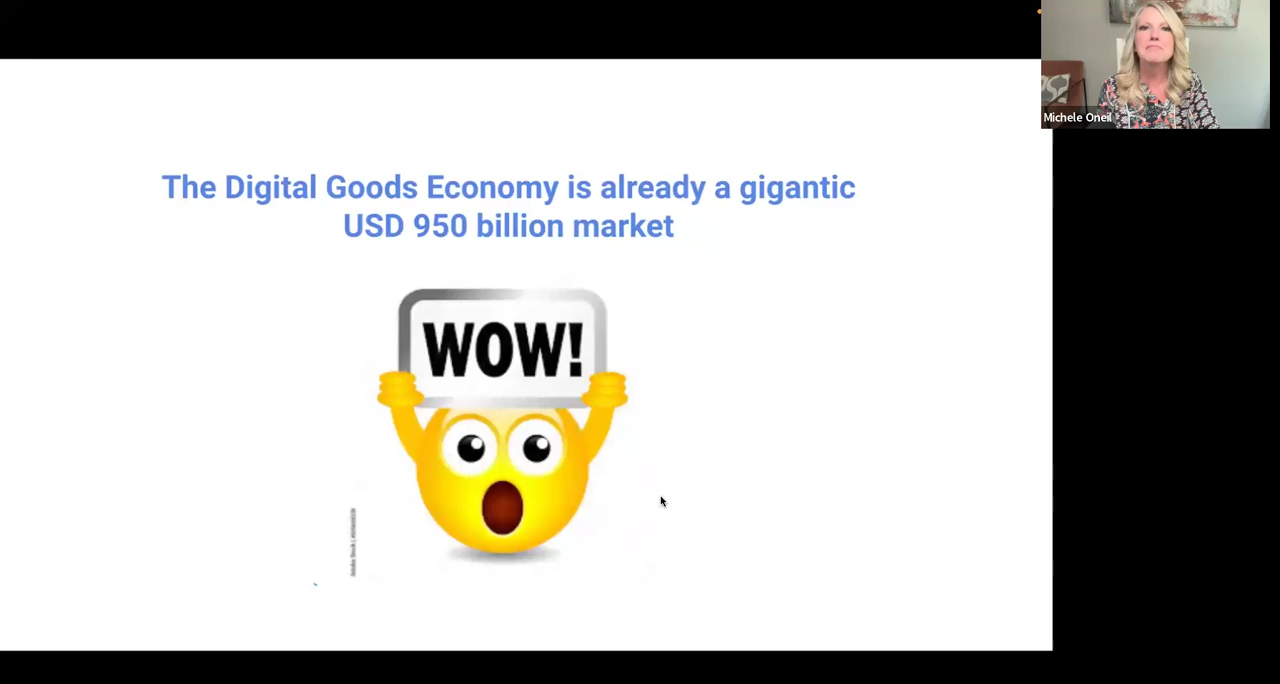 The Digital Goods Economy is already a gigantic
USD 950 billion market
WOW!
Michele Oneil